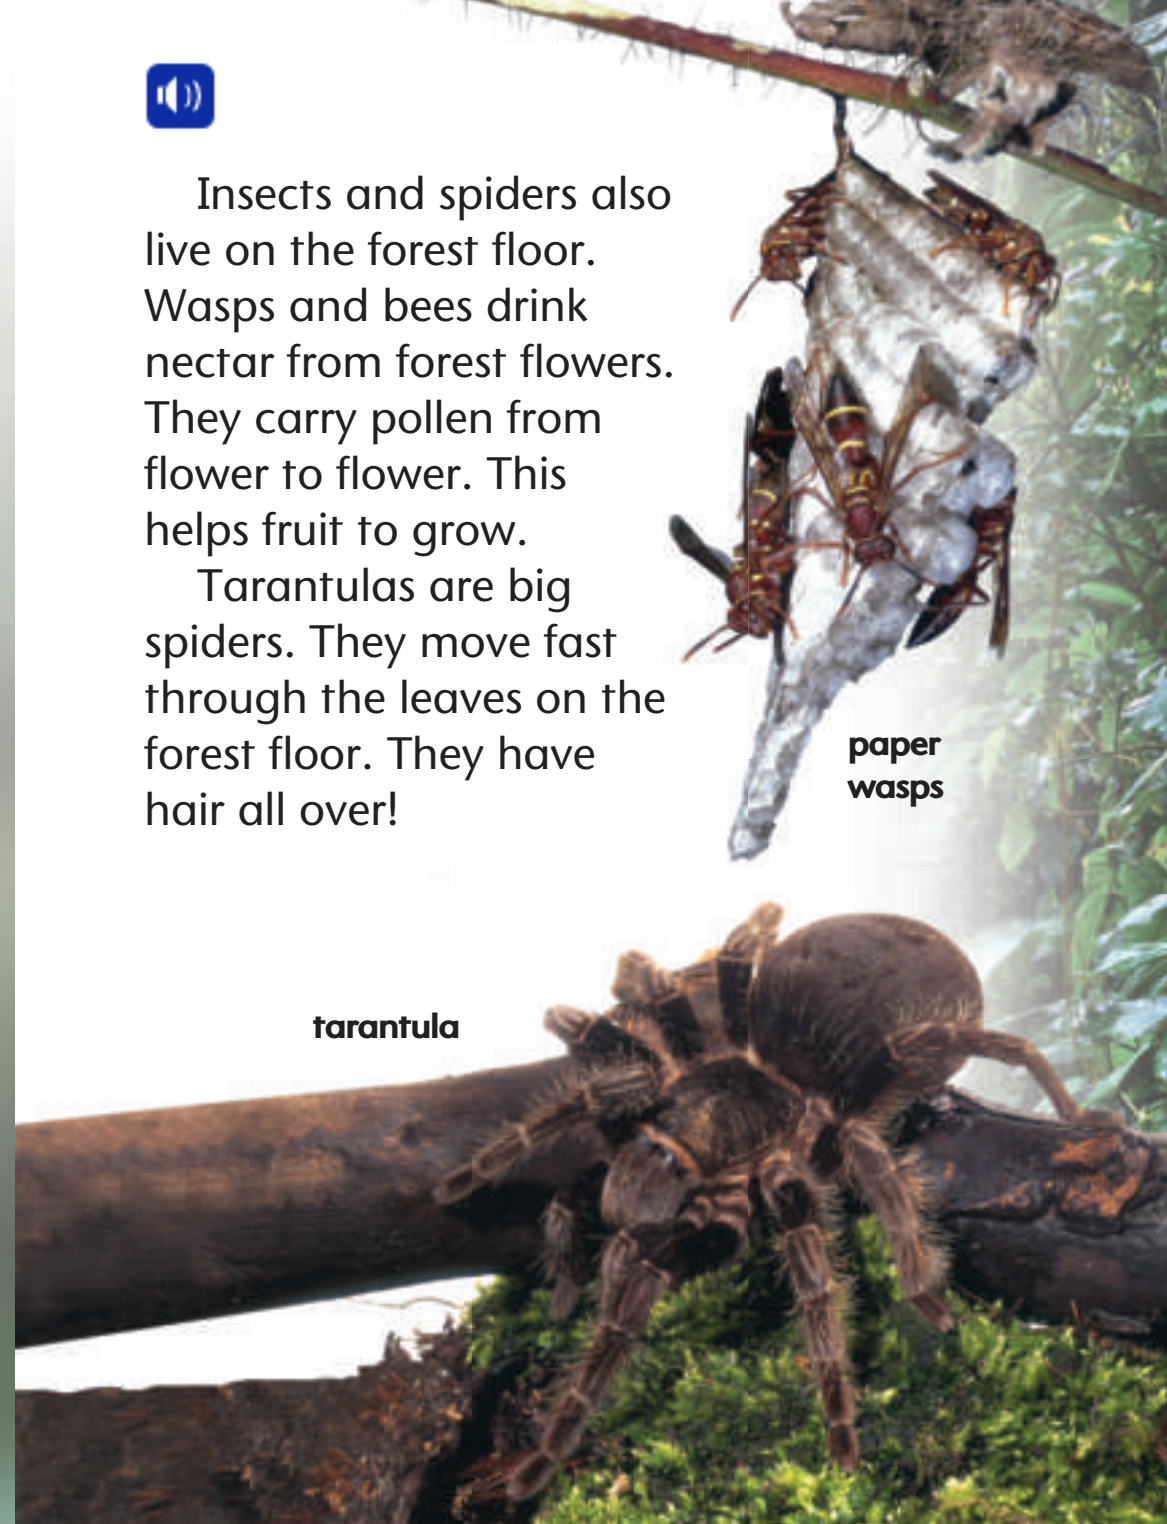 Insects and spiders also
live on the forest floor.
Wasps and bees drink
nectar from forest flowers.
They carry pollen from
flower to flower. This
helps fruit to grow.
Tarantulas are big
spiders. They move fast
through the leaves on the
forest floor. They have
hair all over!
paper
wasps
tarantula